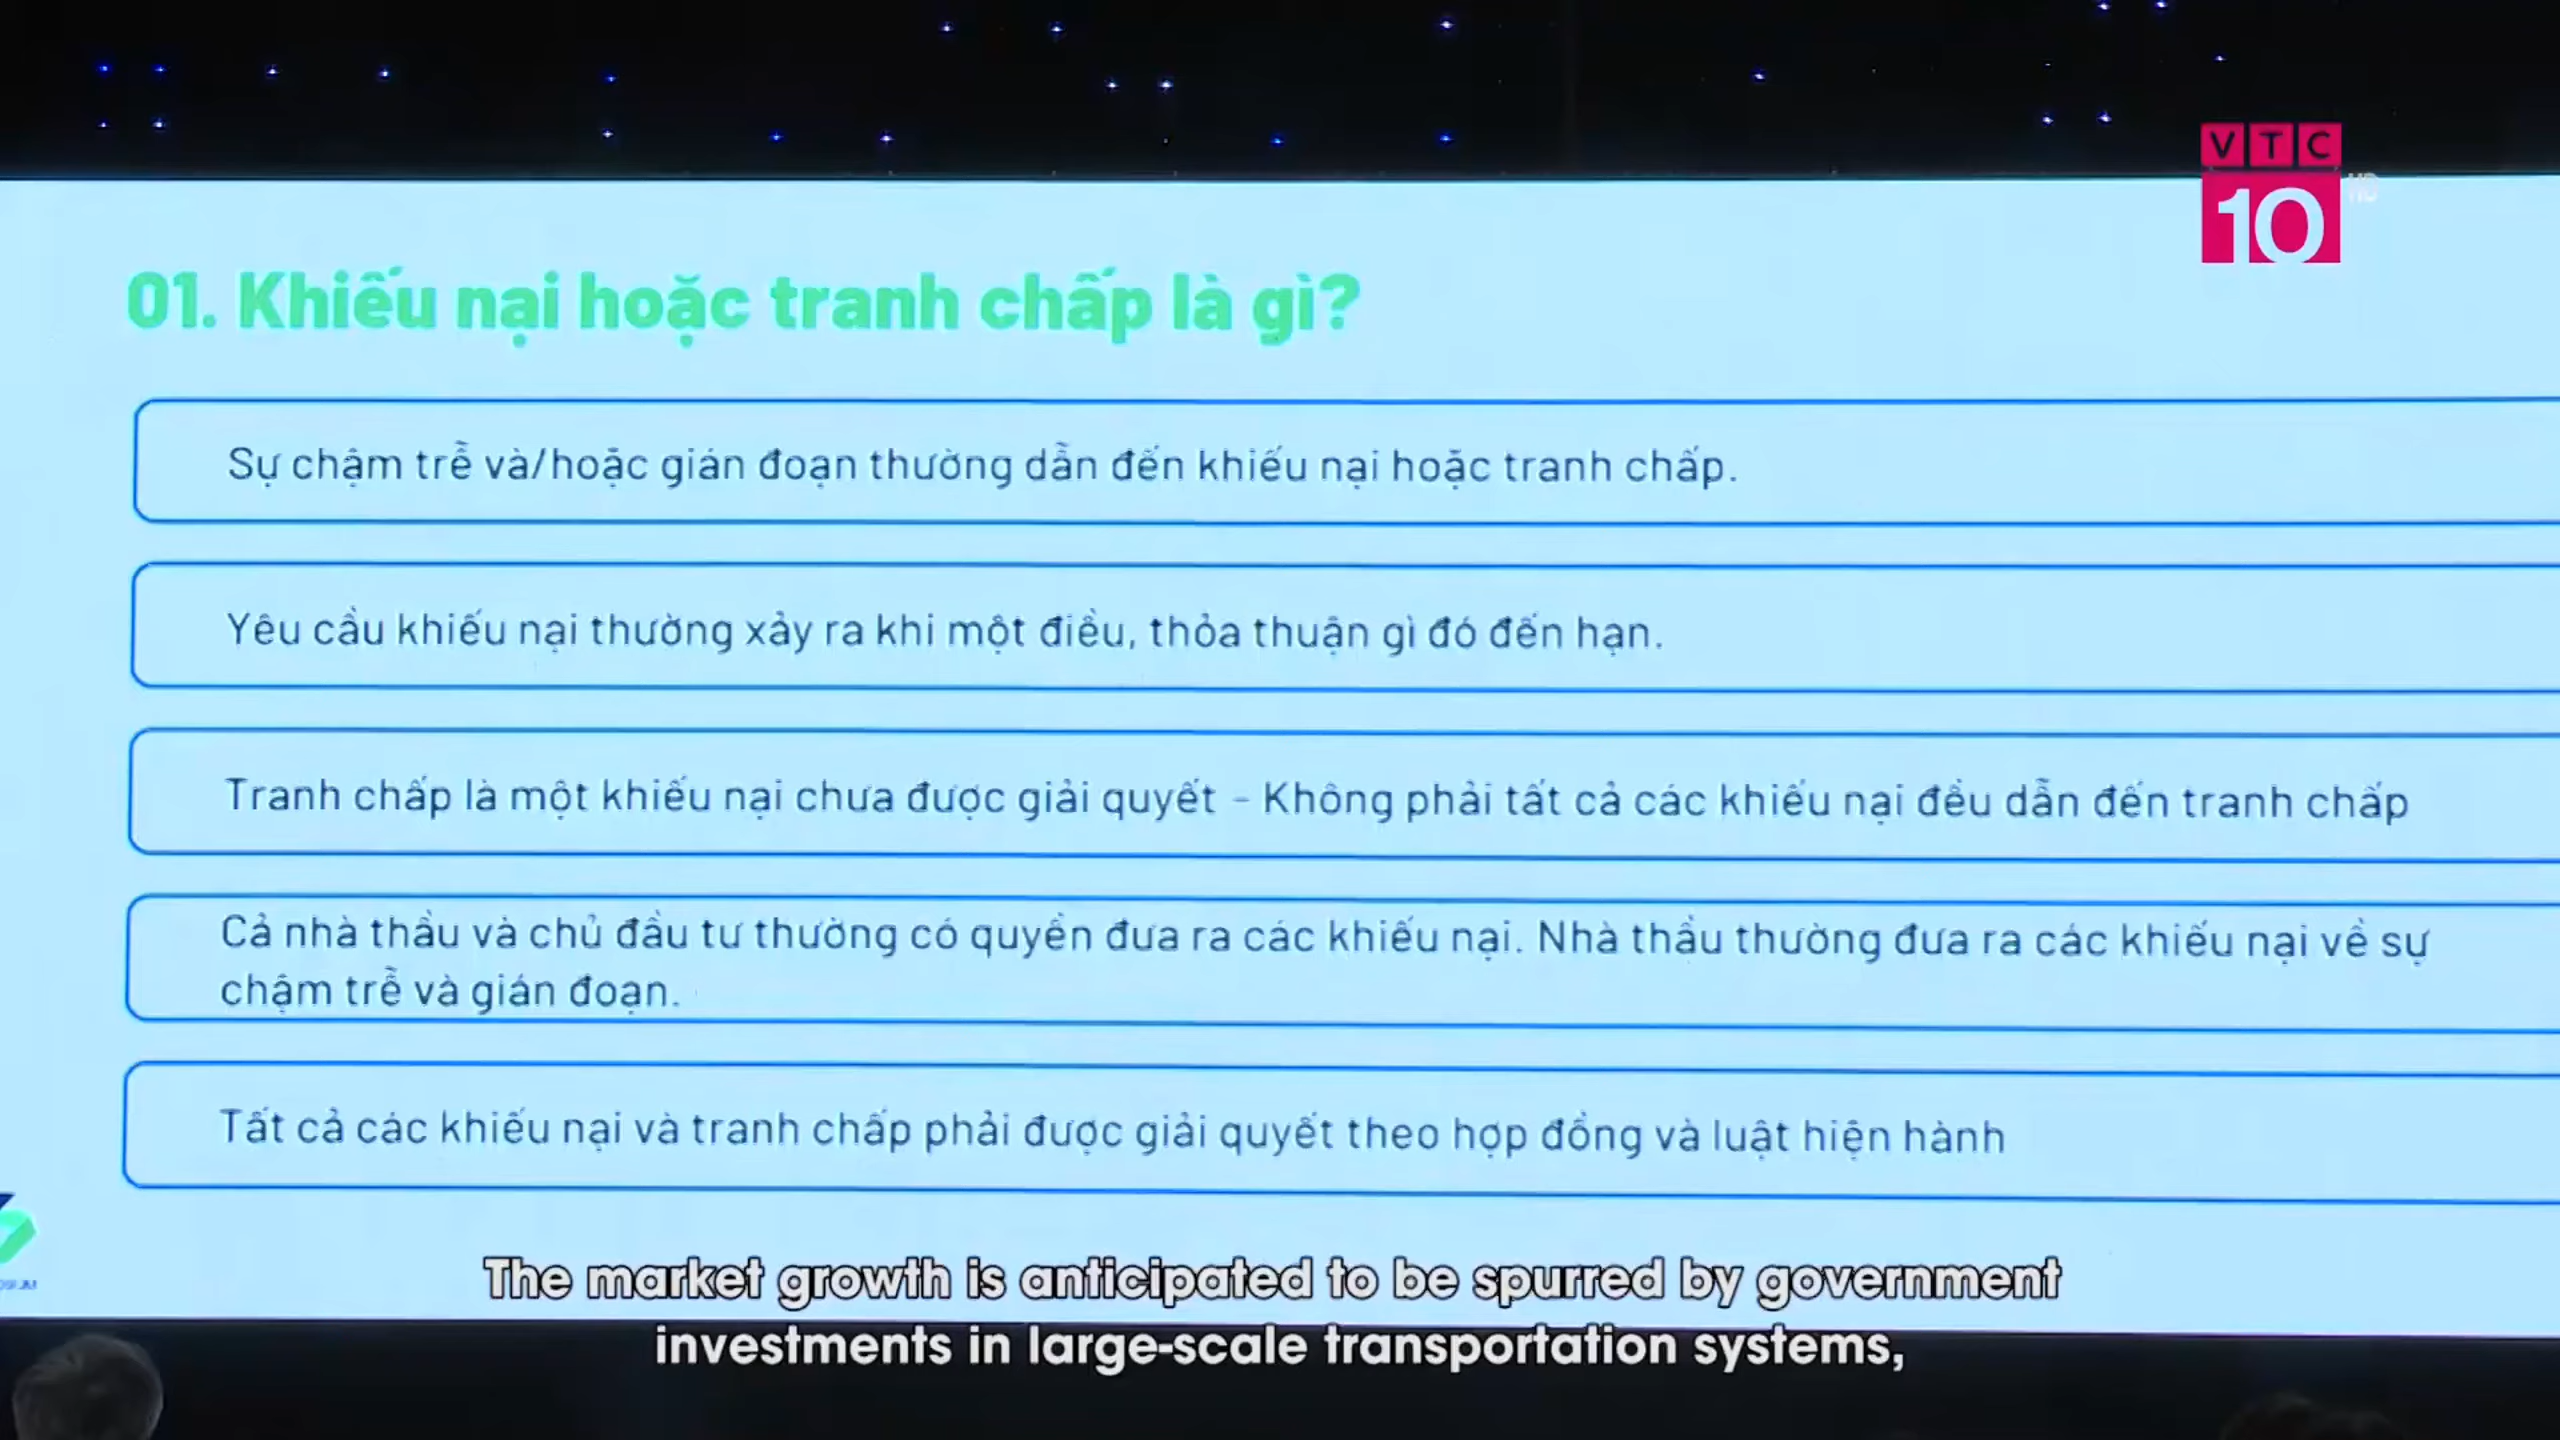 VTC
10
HD
01. Khiếu nại hoặc tranh chấp là gì?
Sự chậm trễ và/hoặc gián đoạn thường dẫn đến khiếu nại hoặc tranh chấp.
Yêu cầu khiếu nại thường xảy ra khi một điều, thỏa thuận gì đó đến hạn.
Tranh chấp là một khiếu nại chưa được giải quyết – Không phải tất cả các khiếu nại đều dẫn đến tranh chấp
Cả nhà thầu và chủ đầu tư thường có quyền đưa ra các khiếu nại. Nhà thầu thường đưa ra các khiếu nại về sự
chậm trễ và gián đoạn.
Tất cả các khiếu nại và tranh chấp phải được giải quyết theo hợp đồng và luật hiện hành
The market growth is anticipated to be spurred by government
investments in large-scale transportation systems,